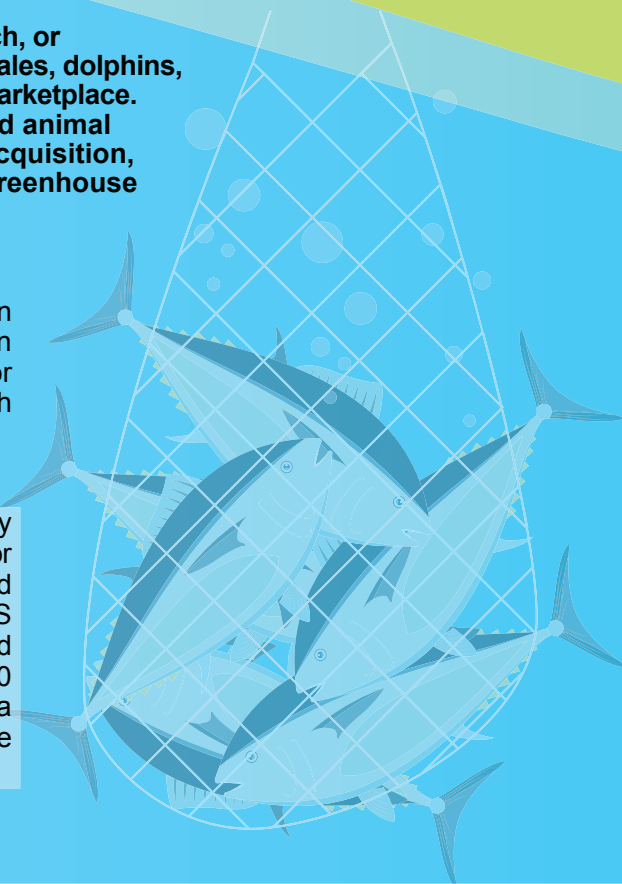 ch, or
ales, dolphins,
arketplace.
d animal
cquisition,
reenhouse
n
n
or
h
y
or
d
S
d
0
a
e